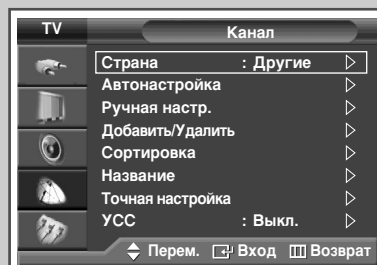 TV
Канал
Страна : Другие
Автонастройка
Ручная настр.
Добавить/Удалить
Сортировка
Название
Точная настройка
УСС : Выкл.
Перем. Вход Возврат